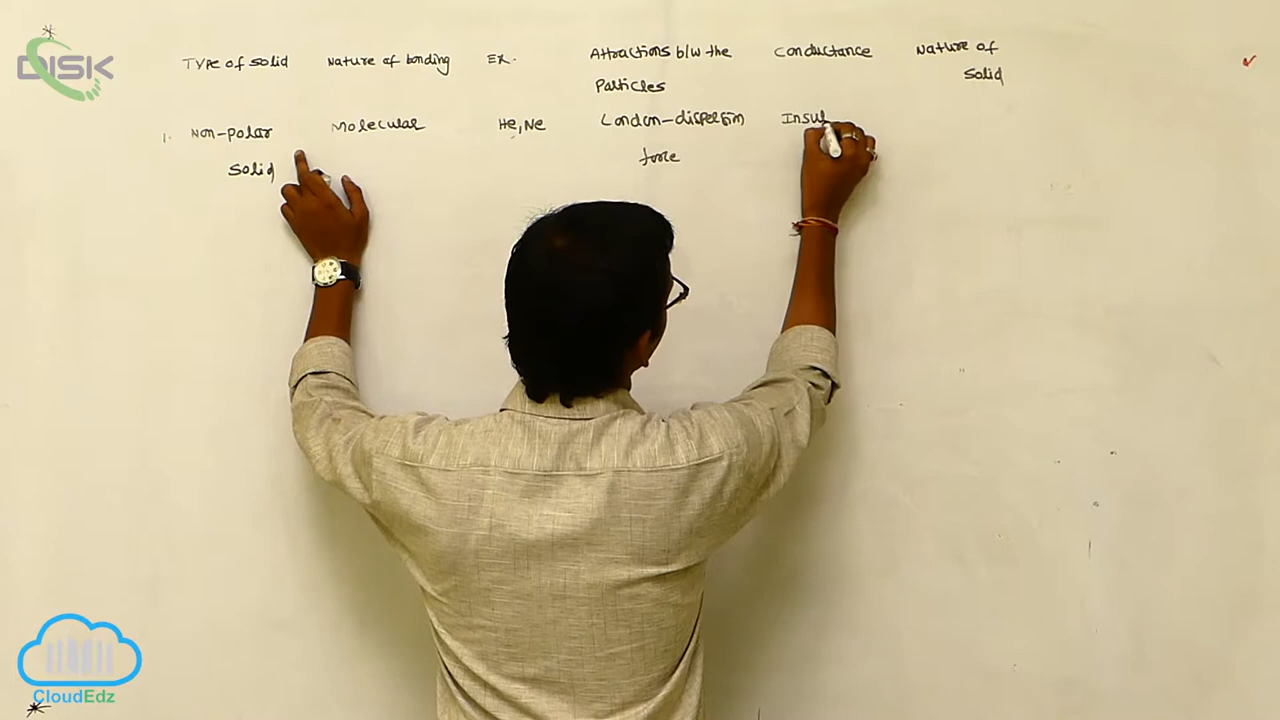 DISK
Type of solid Nature of bonding Ex. Attractions b/w the Particles Conductance Nature of solid
1. Non-polar solid Molecular He, Ne London-dispersion force Insul
CloudEdz